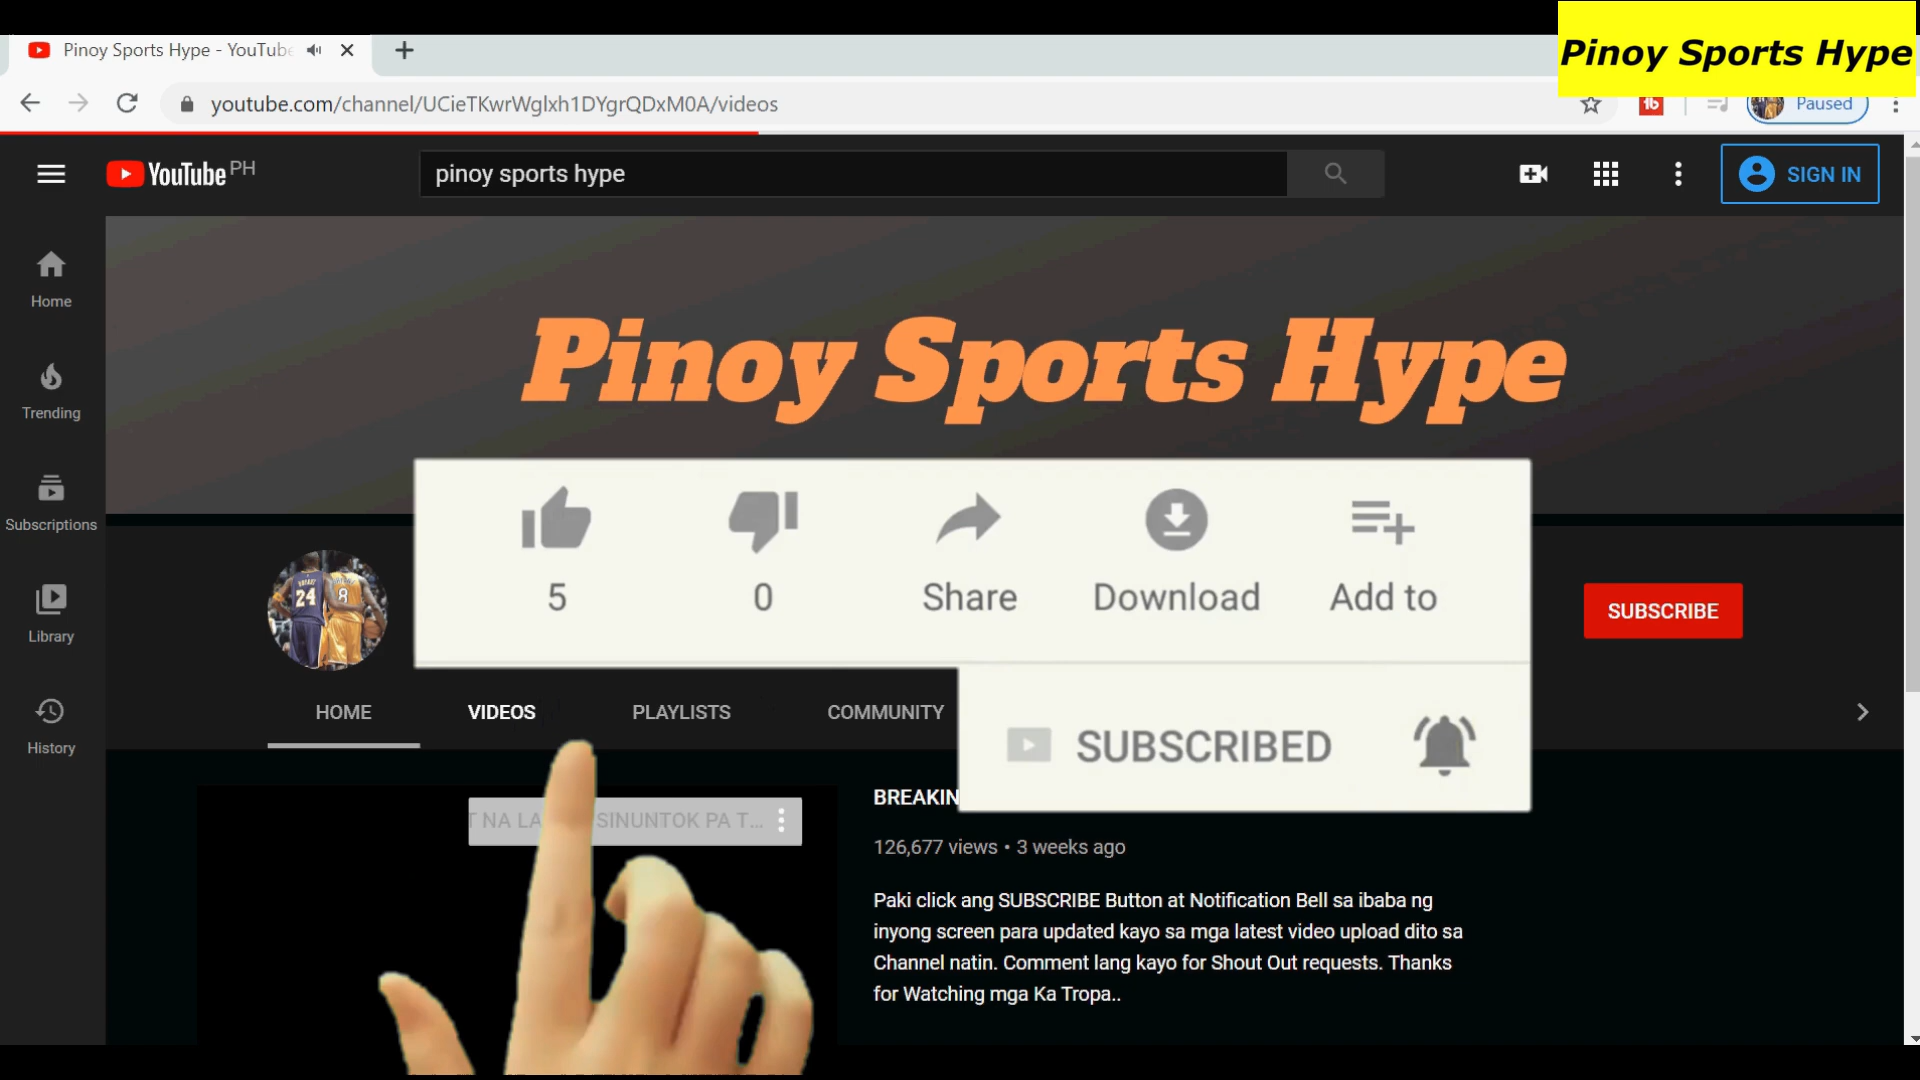 Pinoy Sports Hype
Pinoy Sports Hype - YouTube
youtube.com/channel/UCieTKwrWglxh1DYgrQDxM0A/videos
Paused
YouTube PH
pinoy sports hype
SIGN IN
Home
Trending
Subscriptions
Library
History
Pinoy Sports Hype
5
0
Share
Download
Add to
24
8
SUBSCRIBE
HOME
VIDEOS
PLAYLISTS
COMMUNITY
SUBSCRIBED
T NA LA SINUNTOK PA T...
BREAKIN
126,677 views • 3 weeks ago
Paki click ang SUBSCRIBE Button at Notification Bell sa ibaba ng
inyong screen para updated kayo sa mga latest video upload dito sa
Channel natin. Comment lang kayo for Shout Out requests. Thanks
for Watching mga Ka Tropa..